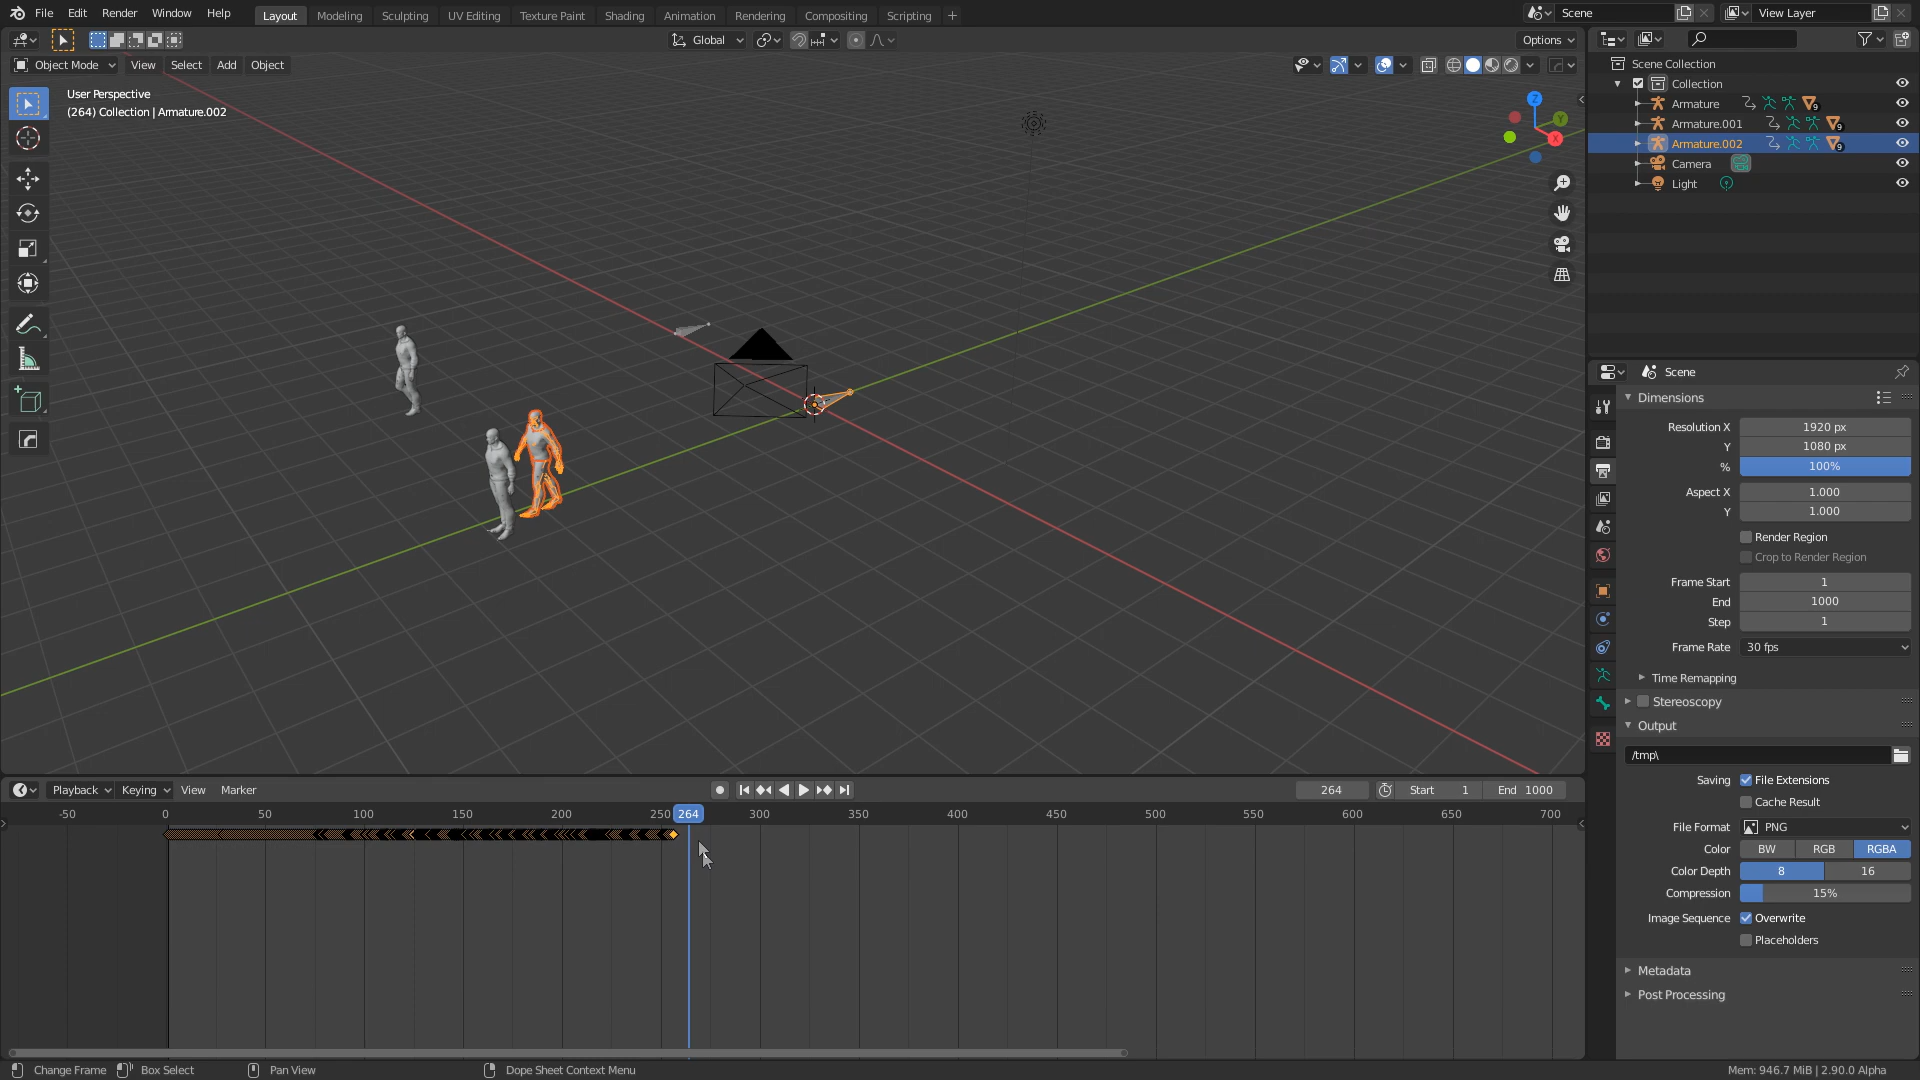 File Edit Render Window Help Layout Modeling Sculpting UV Editing Texture Paint Shading Animation Rendering Compositing Scripting + Scene View Layer
Global Options
Object Mode View Select Add Object
User Perspective
(264) Collection | Armature.002
Z
Y
X
Scene Collection
Collection
Armature 9
Armature.001 9
Armature.002 9
Camera
Light
Scene
Dimensions
Resolution X 1920 px
Y 1080 px
% 100%
Aspect X 1.000
Y 1.000
Render Region
Crop to Render Region
Frame Start 1
End 1000
Step 1
Frame Rate 30 fps
Time Remapping
Stereoscopy
Output
/tmp\
Saving File Extensions
Cache Result
File Format PNG
Color BW RGB RGBA
Color Depth 8 16
Compression 15%
Image Sequence Overwrite
Placeholders
Metadata
Post Processing
Playback Keying View Marker 264 Start 1 End 1000
-50 0 50 100 150 200 250 264 300 350 400 450 500 550 600 650 700
Change Frame Box Select Pan View Dope Sheet Context Menu Mem: 946.7 MiB | 2.90.0 Alpha